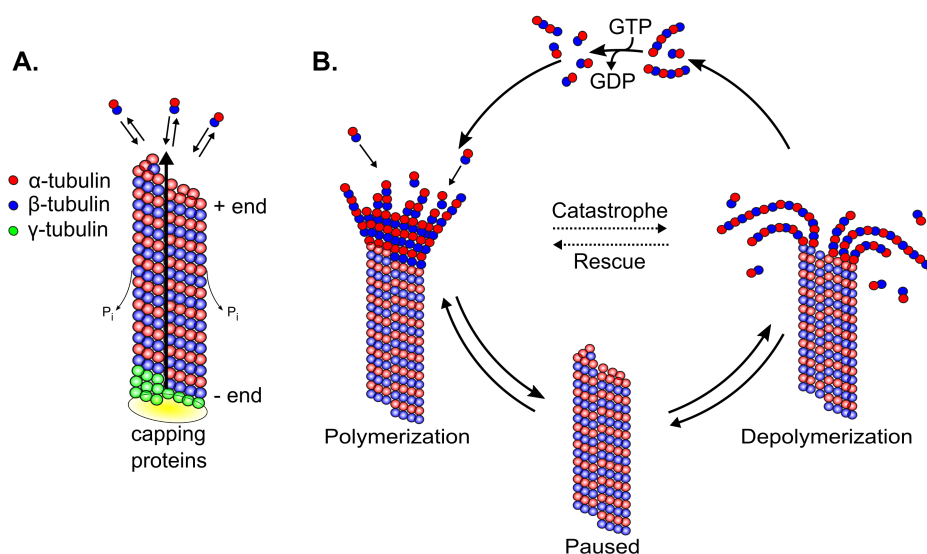 A.
α-tubulin
β-tubulin
γ-tubulin
+ end
Pi
Pi
- end
capping
proteins
B.
GTP
GDP
Catastrophe
Rescue
Polymerization
Depolymerization
Paused